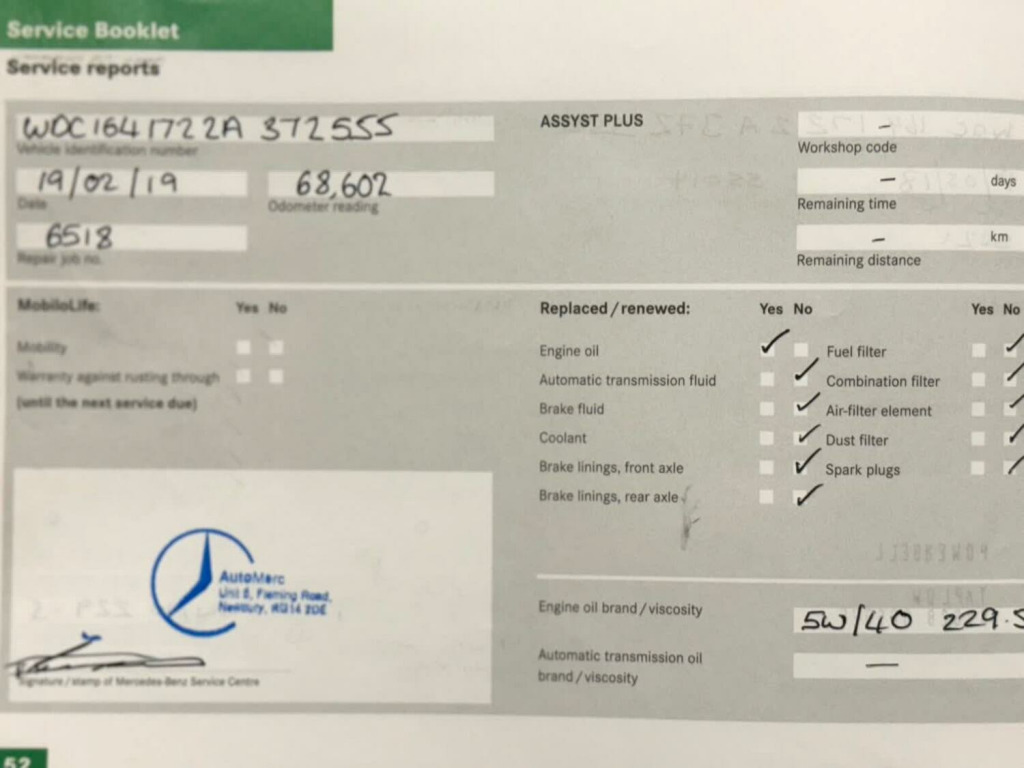 Service Booklet
Service reports
WDC1641722A 372555
Vehicle identification number
19/02/19 68,602
Date Odometer reading
6518
Repair job no.
ASSYST PLUS
–
Workshop code
– days
Remaining time
– km
Remaining distance
MobiloLife: Yes No
Mobility
Warranty against rusting through
(until the next service due)
AutoMerc
Unit 8, Fleming Road,
Newbury, RG14 2DE
Signature / stamp of Mercedes-Benz Service Centre
Replaced / renewed: Yes No Yes No
Engine oil Fuel filter
Automatic transmission fluid Combination filter
Brake fluid Air-filter element
Coolant Dust filter
Brake linings, front axle Spark plugs
Brake linings, rear axle
Engine oil brand / viscosity 5W/40 229.5
Automatic transmission oil —
brand / viscosity
52